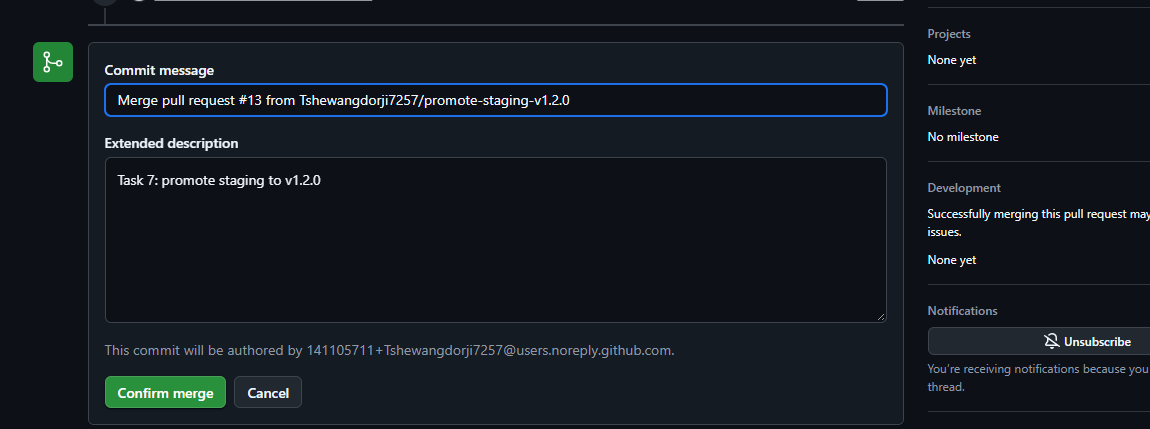 Commit message
Merge pull request #13 from Tshewangdorji7257/promote-staging-v1.2.0
Extended description
Task 7: promote staging to v1.2.0
This commit will be authored by 141105711+Tshewangdorji7257@users.noreply.github.com.
Confirm merge
Cancel
Projects
None yet
Milestone
No milestone
Development
Successfully merging this pull request may
issues.
None yet
Notifications
Unsubscribe
You're receiving notifications because you
thread.